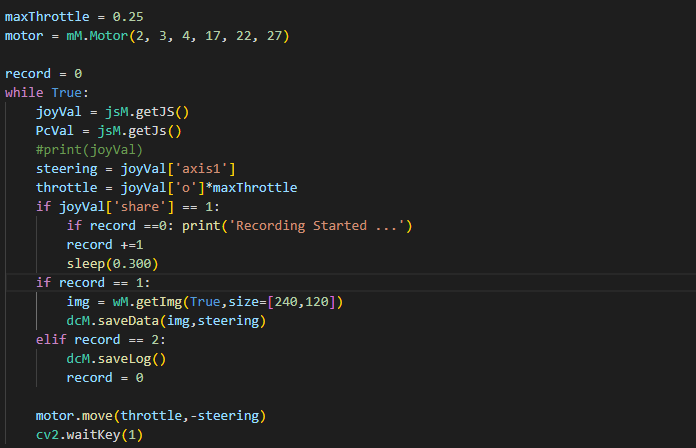 maxThrottle = 0.25
motor = mM.Motor(2, 3, 4, 17, 22, 27)

record = 0
while True:
    joyVal = jsM.getJS()
    PcVal = jsM.getJs()
    #print(joyVal)
    steering = joyVal['axis1']
    throttle = joyVal['o']*maxThrottle
    if joyVal['share'] == 1:
        if record ==0: print('Recording Started ...')
        record +=1
        sleep(0.300)
    if record == 1:
        img = wM.getImg(True,size=[240,120])
        dcM.saveData(img,steering)
    elif record == 2:
        dcM.saveLog()
        record = 0

    motor.move(throttle,-steering)
    cv2.waitKey(1)